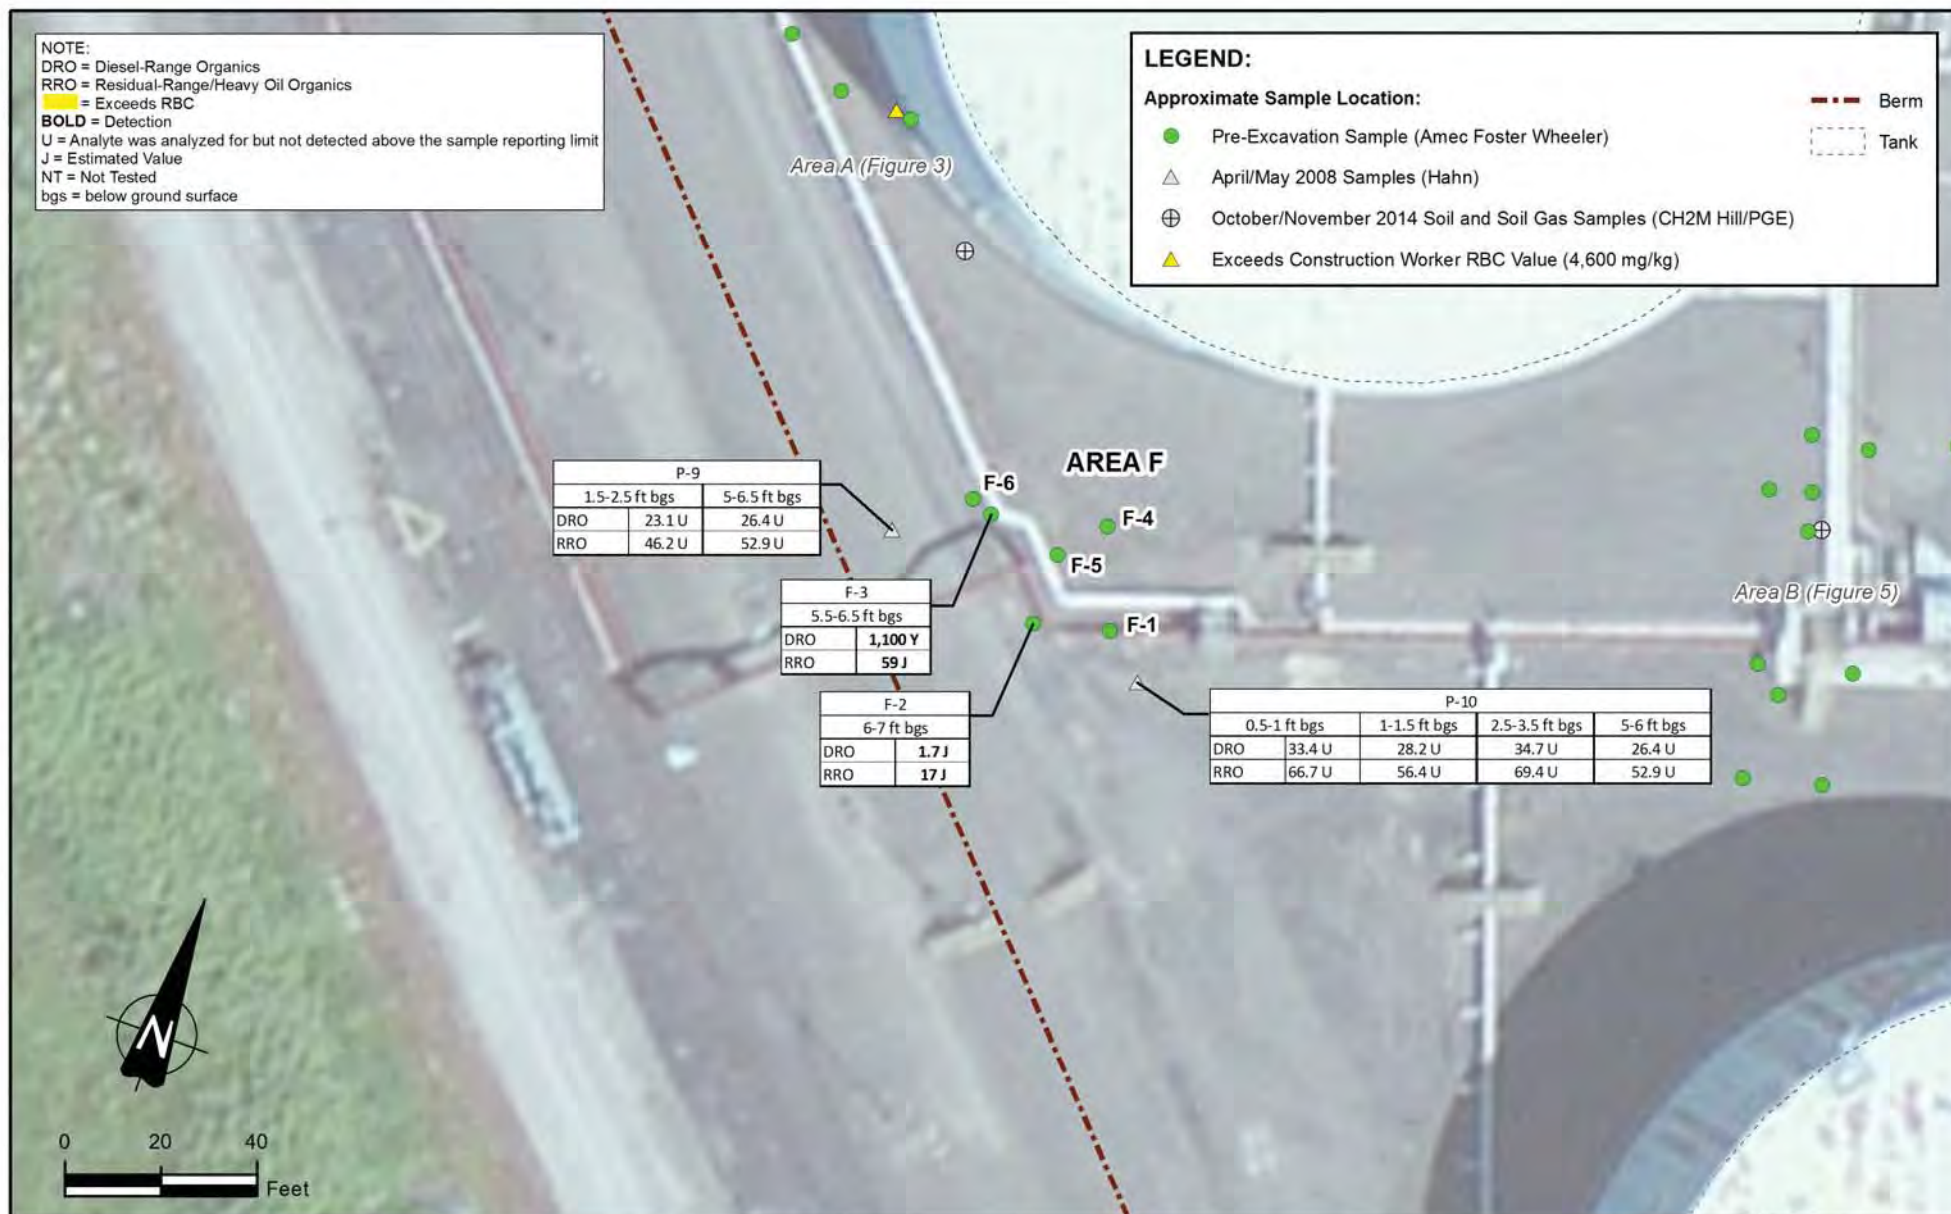 NOTE:
DRO = Diesel-Range Organics
RRO = Residual-Range/Heavy Oil Organics
= Exceeds RBC
BOLD = Detection
U = Analyte was analyzed for but not detected above the sample reporting limit
J = Estimated Value
NT = Not Tested
bgs = below ground surface
LEGEND:
Approximate Sample Location:
Pre-Excavation Sample (Amec Foster Wheeler)
April/May 2008 Samples (Hahn)
October/November 2014 Soil and Soil Gas Samples (CH2M Hill/PGE)
Exceeds Construction Worker RBC Value (4,600 mg/kg)
Berm
Tank
Area A (Figure 3)
AREA F
F-6
F-4
F-5
F-1
Area B (Figure 5)
P-9
1.5-2.5 ft bgs 5-6.5 ft bgs
DRO 23.1 U 26.4 U
RRO 46.2 U 52.9 U
F-3
5.5-6.5 ft bgs
DRO 1,100 Y
RRO 59 J
F-2
6-7 ft bgs
DRO 1.7 J
RRO 17 J
P-10
0.5-1 ft bgs 1-1.5 ft bgs 2.5-3.5 ft bgs 5-6 ft bgs
DRO 33.4 U 28.2 U 34.7 U 26.4 U
RRO 66.7 U 56.4 U 69.4 U 52.9 U
N
0 20 40
Feet